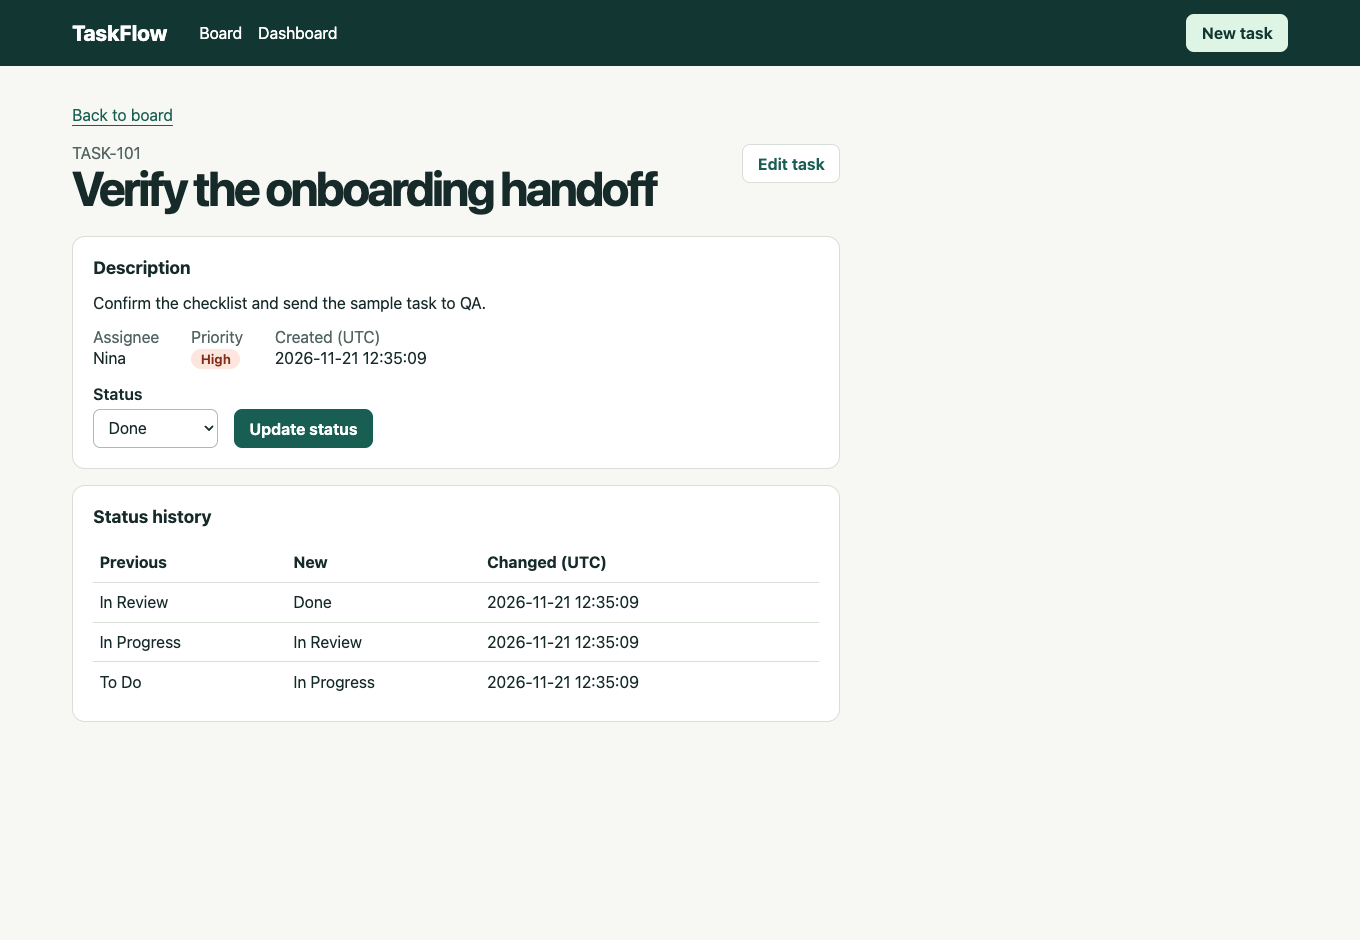 TaskFlow Board Dashboard New task
Back to board
TASK-101
Verify the onboarding handoff
Edit task
Description
Confirm the checklist and send the sample task to QA.
Assignee Priority Created (UTC)
Nina High 2026-11-21 12:35:09
Status
Done Update status
Status history
Previous New Changed (UTC)
In Review Done 2026-11-21 12:35:09
In Progress In Review 2026-11-21 12:35:09
To Do In Progress 2026-11-21 12:35:09